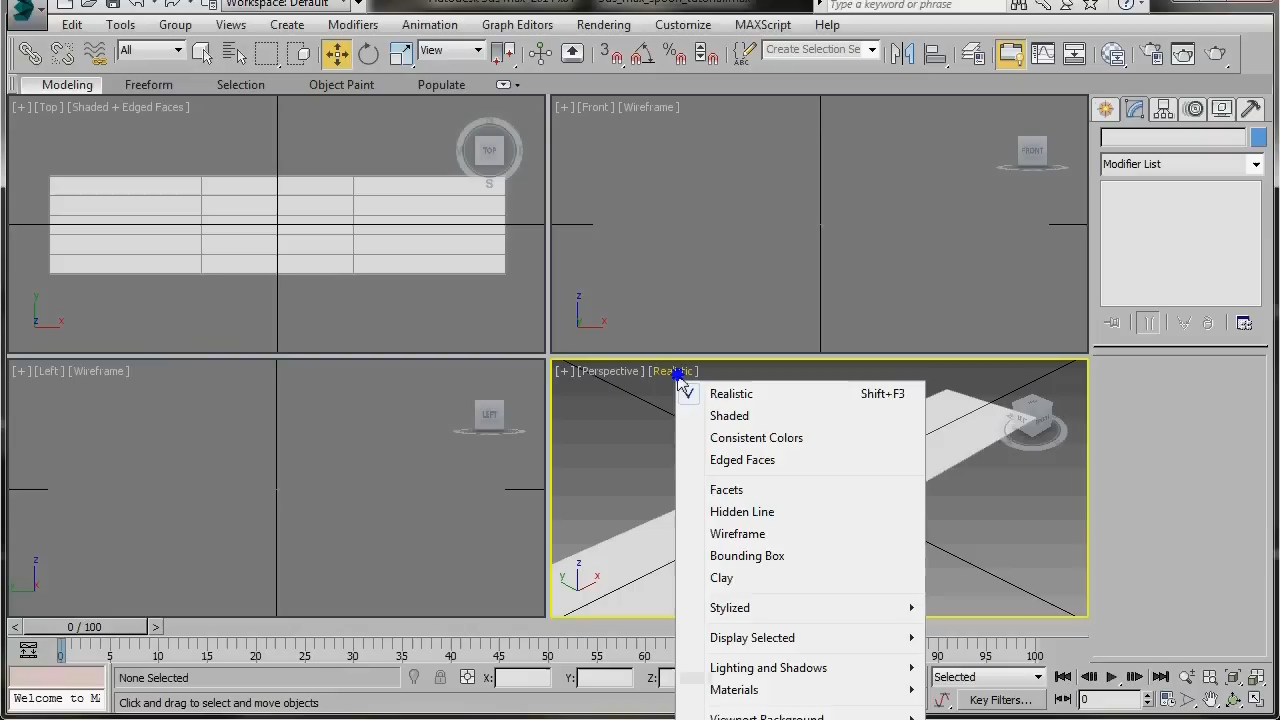 Workspace: Default
Type a keyword or phrase
Edit Tools Group Views Create Modifiers Animation Graph Editors Rendering Customize MAXScript Help
All View 3 % ABC Create Selection Se
Modeling Freeform Selection Object Paint Populate
[+] [Top] [Shaded + Edged Faces]
TOP
S
y
z x
[+] [Front] [Wireframe]
FRONT
z
y x
Modifier List
[+] [Left] [Wireframe]
LEFT
z
y
[+] [Perspective] [Realistic]
z
y x
Realistic Shift+F3
Shaded
Consistent Colors
Edged Faces
Facets
Hidden Line
Wireframe
Bounding Box
Clay
Stylized
Display Selected
Lighting and Shadows
Materials
Viewport Background
< 0 / 100 >
0 5 10 15 20 25 30 35 40 45 50 55 60 90 95 100
None Selected X: Y: Z: Selected
Welcome to M
Click and drag to select and move objects
Key Filters... 0